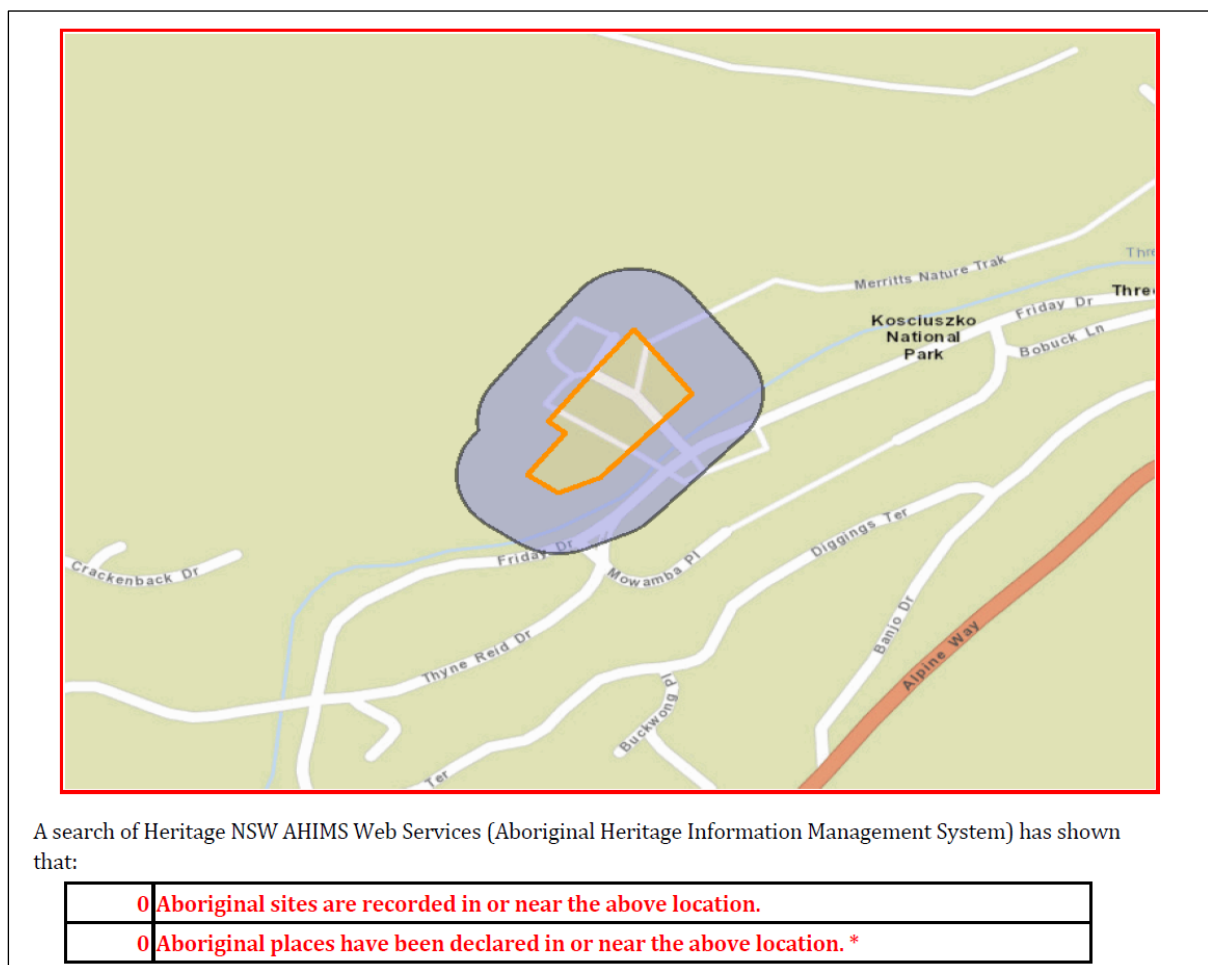 Merritts Nature Trak
Thre
Three
Friday Dr
Kosciuszko
National
Park
Bobuck Ln
Diggings Ter
Friday Dr
Mowamba Pl
Crackenback Dr
Thyne Reid Dr
Banjo Dr
Alpine Way
Buckwong Pl
Ter
A search of Heritage NSW AHIMS Web Services (Aboriginal Heritage Information Management System) has shown
that:
0 Aboriginal sites are recorded in or near the above location.
0 Aboriginal places have been declared in or near the above location. *